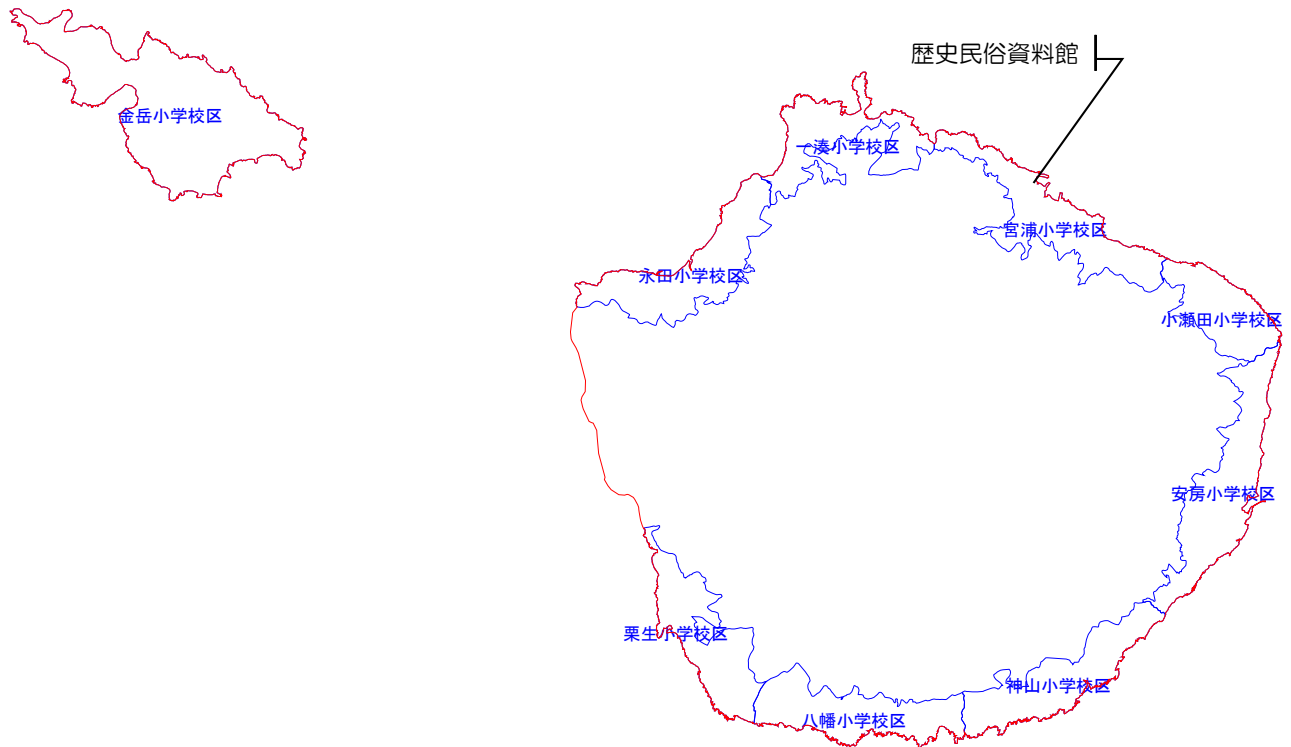 歴史民俗資料館
金岳小学校区
一湊小学校区
宮浦小学校区
永田小学校区
小瀬田小学校区
安房小学校区
栗生小学校区
神山小学校区
八幡小学校区